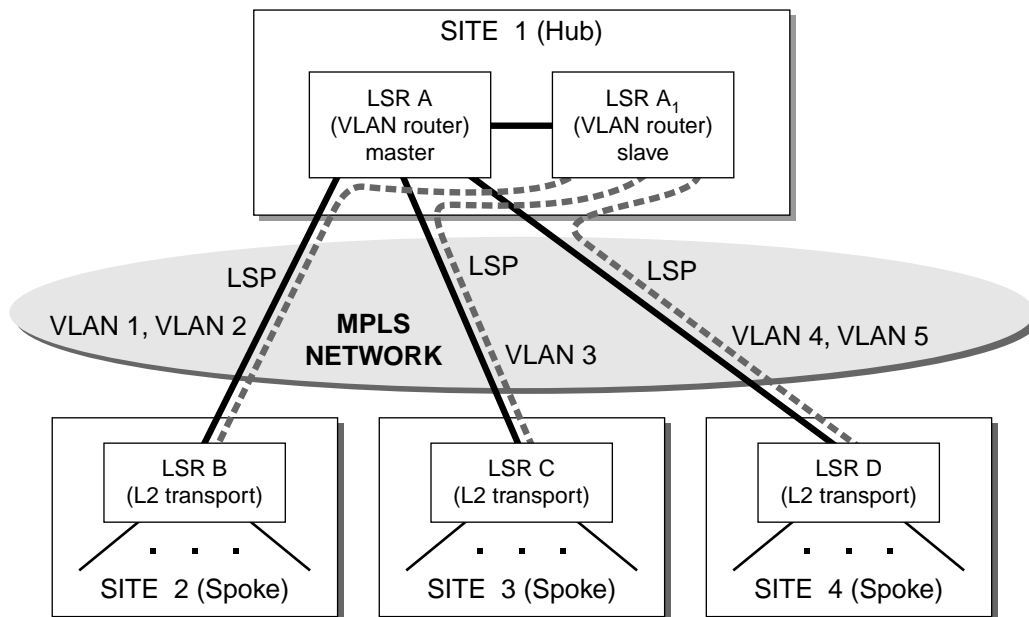 SITE 1 (Hub)
LSR A
(VLAN router)
master
LSR A₁
(VLAN router)
slave
LSP
LSP
LSP
VLAN 1, VLAN 2
MPLS
NETWORK
VLAN 3
VLAN 4, VLAN 5
LSR B
(L2 transport)
LSR C
(L2 transport)
LSR D
(L2 transport)
SITE 2 (Spoke)
SITE 3 (Spoke)
SITE 4 (Spoke)